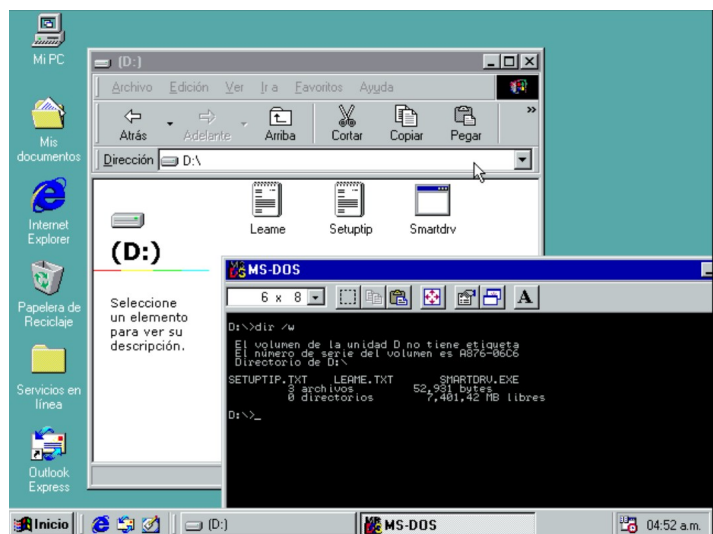 Mi PC
Mis
documentos
Internet
Explorer
Papelera de
Reciclaje
Servicios en
línea
Outlook
Express
(D:)
Archivo Edición Ver Ir a Favoritos Ayuda
Atrás Adelante Arriba Cortar Copiar Pegar »
Dirección D:\
(D:)
Seleccione
un elemento
para ver su
descripción.
Leame Setuptip Smartdrv
MS-DOS
6 x 8 A
D:\>dir /w
El volumen de la unidad D no tiene etiqueta
El número de serie del volumen es A876-06C6
Directorio de D:\
SETUPTIP.TXT LEAME.TXT SMARTDRV.EXE
3 archivos 52,931 bytes
0 directorios 7,401,42 MB libres
D:\>_
Inicio (D:) MS-DOS 04:52 a.m.